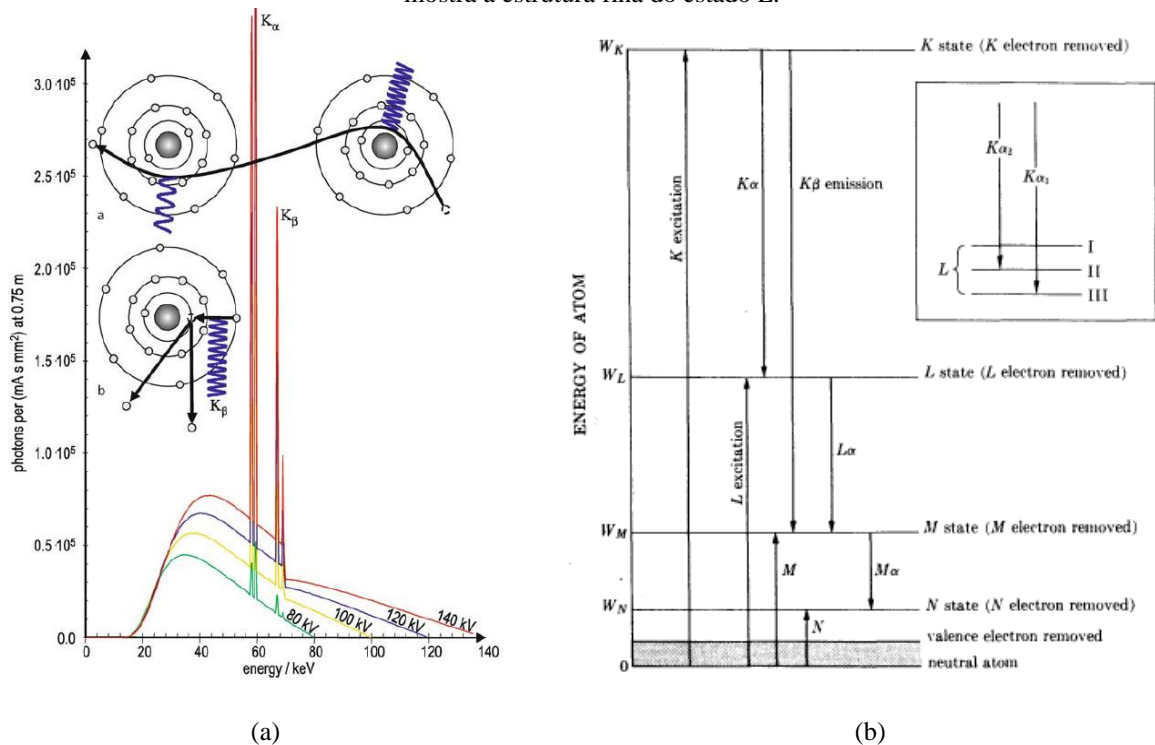 mostra a estrutura fina do estado L.
Kα
3.0·10⁵
2.5·10⁵
a
Kβ
2.0·10⁵
photons per (mA s mm²) at 0.75 m
1.5·10⁵
b
Kβ
1.0·10⁵
0.5·10⁵
80 kV
100 kV
120 kV
140 kV
0.0
0 20 40 60 80 100 120 140
energy / keV
(a)
W_K
K state (K electron removed)
Kα₂
Kα₁
Kα
Kβ emission
K excitation
L
I
II
III
ENERGY OF ATOM
W_L
L state (L electron removed)
L excitation
Lα
W_M
M state (M electron removed)
M
Mα
W_N
N state (N electron removed)
N
valence electron removed
0
neutral atom
(b)